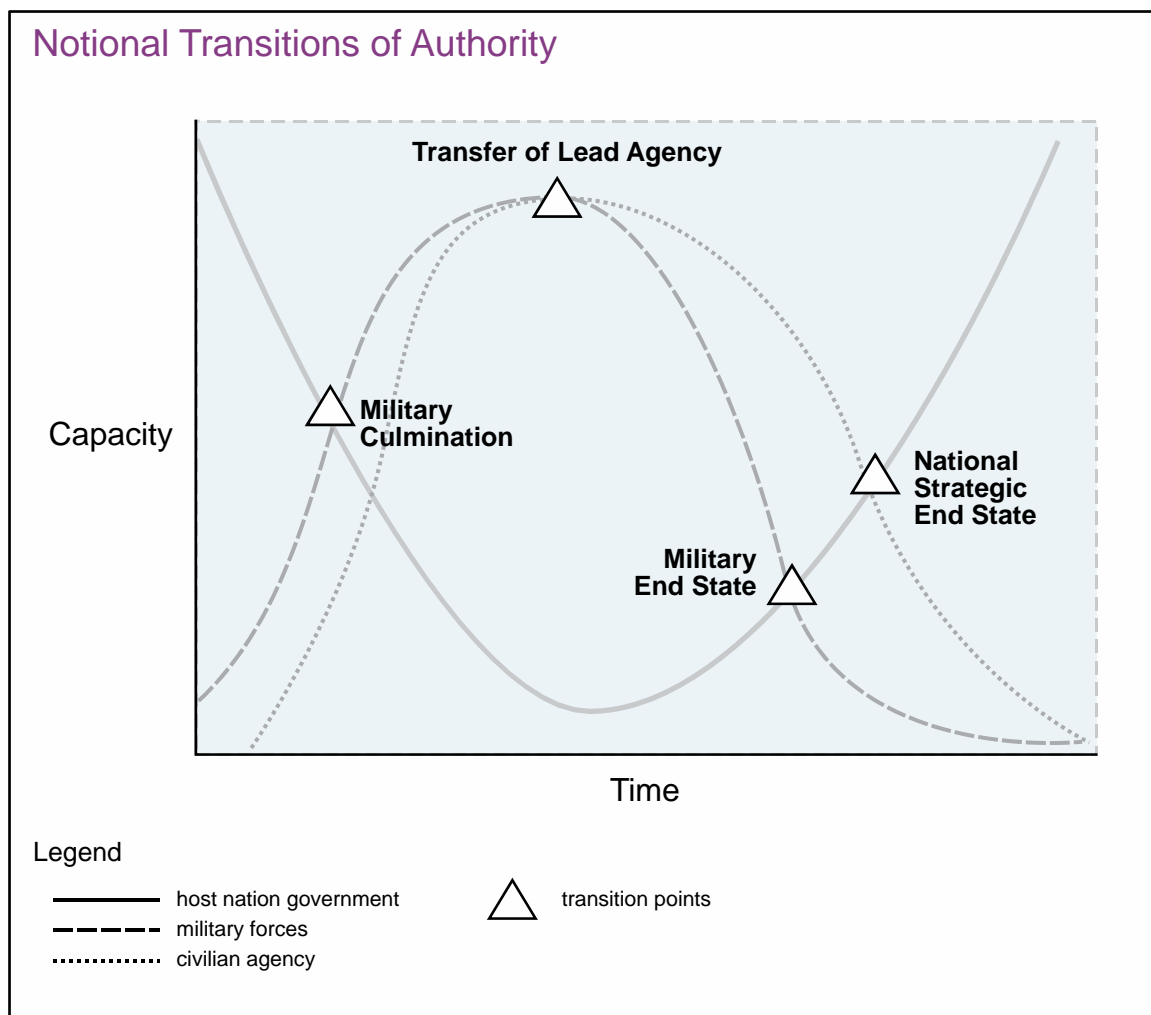 Notional Transitions of Authority
Transfer of Lead Agency
Military
Culmination
Capacity
National
Strategic
End State
Military
End State
Time
Legend
host nation government
military forces
civilian agency
transition points